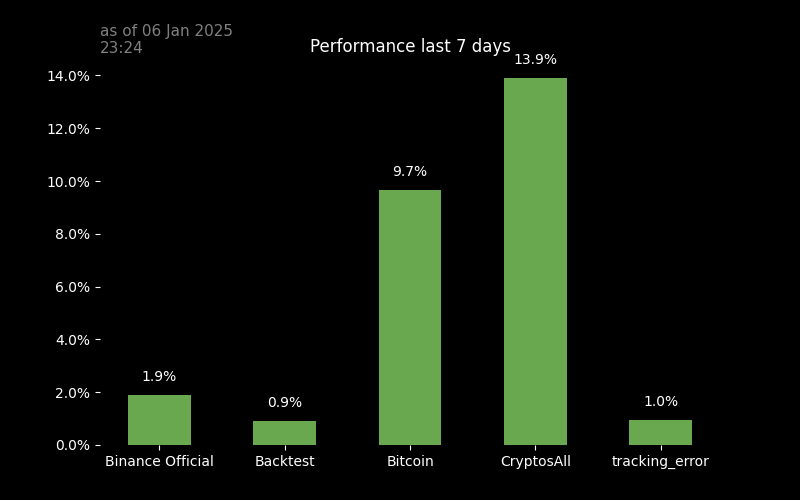 as of 06 Jan 2025
23:24
Performance last 7 days
13.9%
14.0%
12.0%
9.7%
10.0%
8.0%
6.0%
4.0%
1.9%
2.0%
0.9%
1.0%
0.0%
Binance Official
Backtest
Bitcoin
CryptosAll
tracking_error